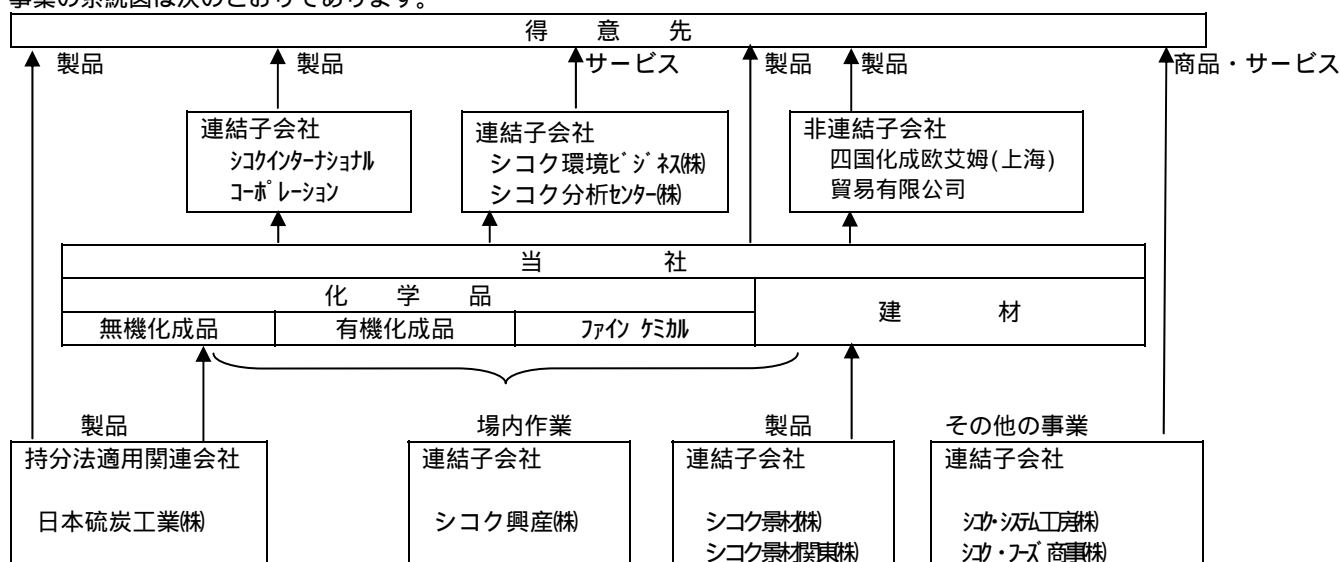 事業の系統図は次のとおりであります。
得 意 先
製品 製品 サービス 製品 製品 商品・サービス
連結子会社
シコクインターナショナル
コーポレーション
連結子会社
シコク環境ビジネス㈱
シコク分析センター㈱
非連結子会社
四国化成欧艾姆(上海)
貿易有限公司
当 社
化 学 品
建 材
無機化成品 有機化成品 ファイン ケミカル
製品 場内作業 製品 その他の事業
持分法適用関連会社
日本硫炭工業㈱
連結子会社
シコク興産㈱
連結子会社
シコク景材㈱
シコク景材関東㈱
連結子会社
シコク・システム工房㈱
シコク・フーズ商事㈱